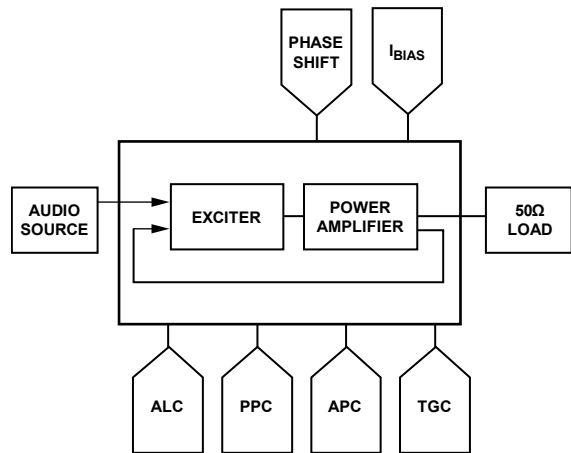 PHASE
SHIFT
I_BIAS
AUDIO
SOURCE
EXCITER
POWER
AMPLIFIER
50Ω
LOAD
ALC
PPC
APC
TGC